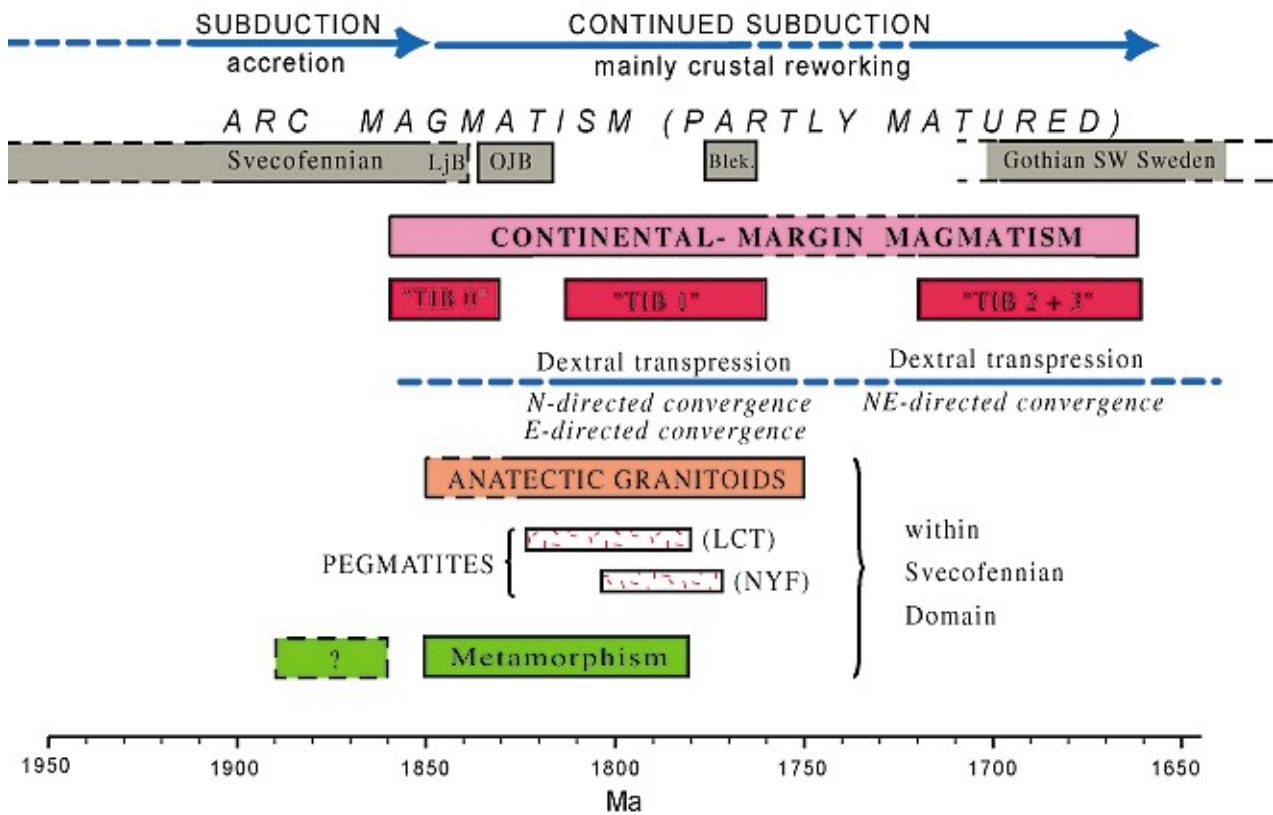 SUBDUCTION
accretion
CONTINUED SUBDUCTION
mainly crustal reworking
ARC MAGMATISM (PARTLY MATURED)
Svecofennian LjB OJB Blek. Gothian SW Sweden
CONTINENTAL- MARGIN MAGMATISM
"TIB 0" "TIB 1" "TIB 2 + 3"
Dextral transpression
N-directed convergence
E-directed convergence
Dextral transpression
NE-directed convergence
ANATECTIC GRANITOIDS
PEGMATITES
(LCT)
(NYF)
within
Svecofennian
Domain
? Metamorphism
1950 1900 1850 1800 1750 1700 1650
Ma